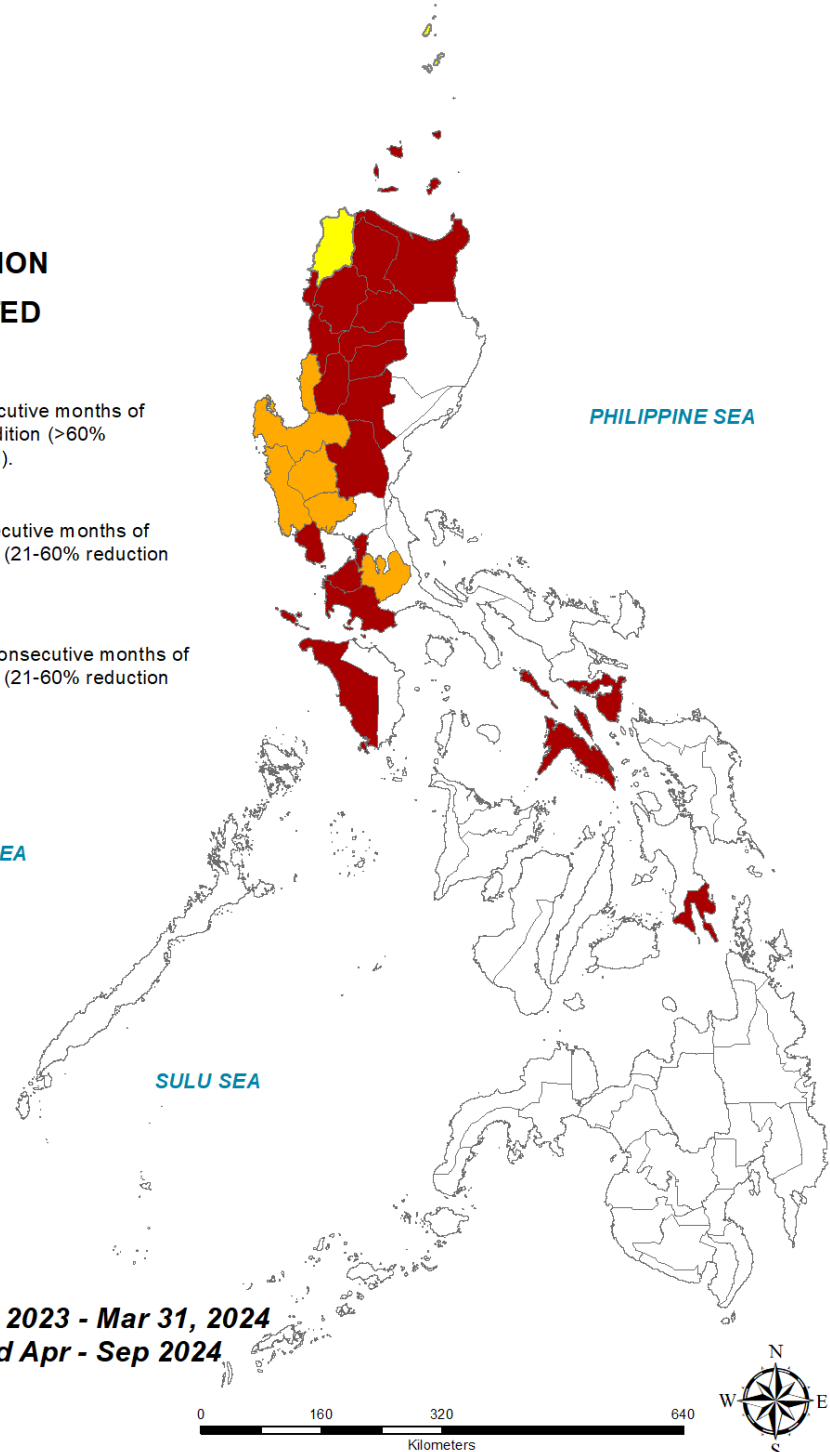 ION
ED
cutive months of
dition (>60%
).
ecutive months of
(21-60% reduction
onsecutive months of
(21-60% reduction
PHILIPPINE SEA
EA
SULU SEA
2023 - Mar 31, 2024
d Apr - Sep 2024
0 160 320 640
Kilometers
N
W E
S